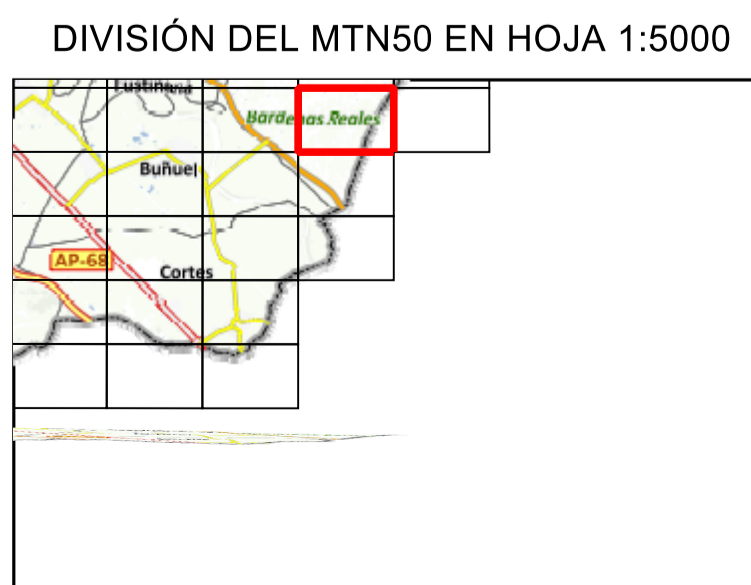 DIVISIÓN DEL MTN50 EN HOJA 1:5000
Bardenas Reales
Buñuel
AP-68
Cortes